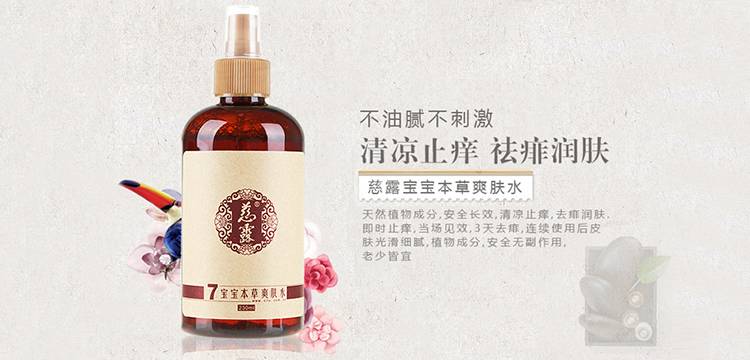 不油腻不刺激
清凉止痒 祛痱润肤
慈露宝宝本草爽肤水
天然植物成分,安全长效,清凉止痒,去痱润肤.
即时止痒,当场见效,3天去痱,连续使用后皮
肤光滑细腻,植物成分,安全无副作用,
老少皆宜
慈露®
7宝宝本草爽肤水
250ml